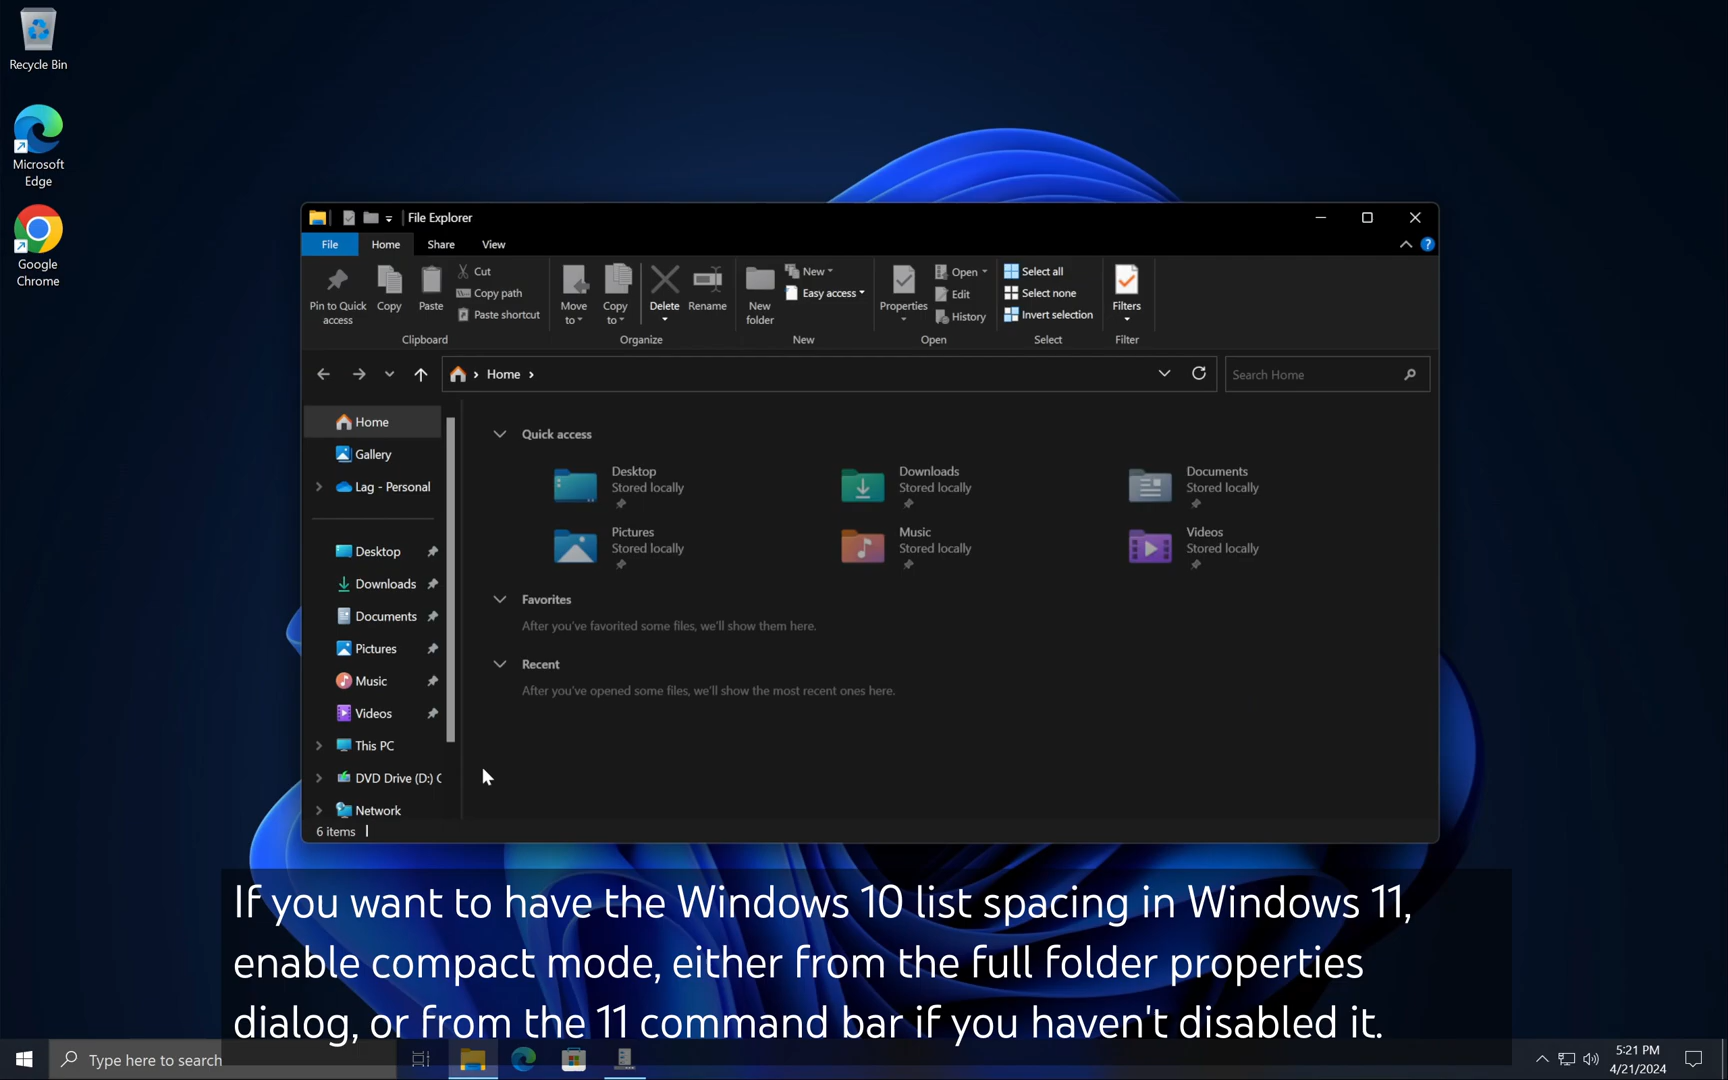 Recycle Bin
Microsoft
Edge
Google
Chrome
File Explorer
File
Home
Share
View
Pin to Quick
access
Copy
Paste
Cut
Copy path
Paste shortcut
Clipboard
Move
to
Copy
to
Delete
Rename
Organize
New
folder
New
Easy access
New
Properties
Open
Edit
History
Open
Select all
Select none
Invert selection
Select
Filters
Filter
Home
Search Home
Home
Gallery
Lag - Personal
Desktop
Downloads
Documents
Pictures
Music
Videos
This PC
DVD Drive (D:) C
Network
6 items
Quick access
Desktop
Stored locally
Downloads
Stored locally
Documents
Stored locally
Pictures
Stored locally
Music
Stored locally
Videos
Stored locally
Favorites
After you've favorited some files, we'll show them here.
Recent
After you've opened some files, we'll show the most recent ones here.
If you want to have the Windows 10 list spacing in Windows 11,
enable compact mode, either from the full folder properties
dialog, or from the 11 command bar if you haven't disabled it.
Type here to search
5:21 PM
4/21/2024